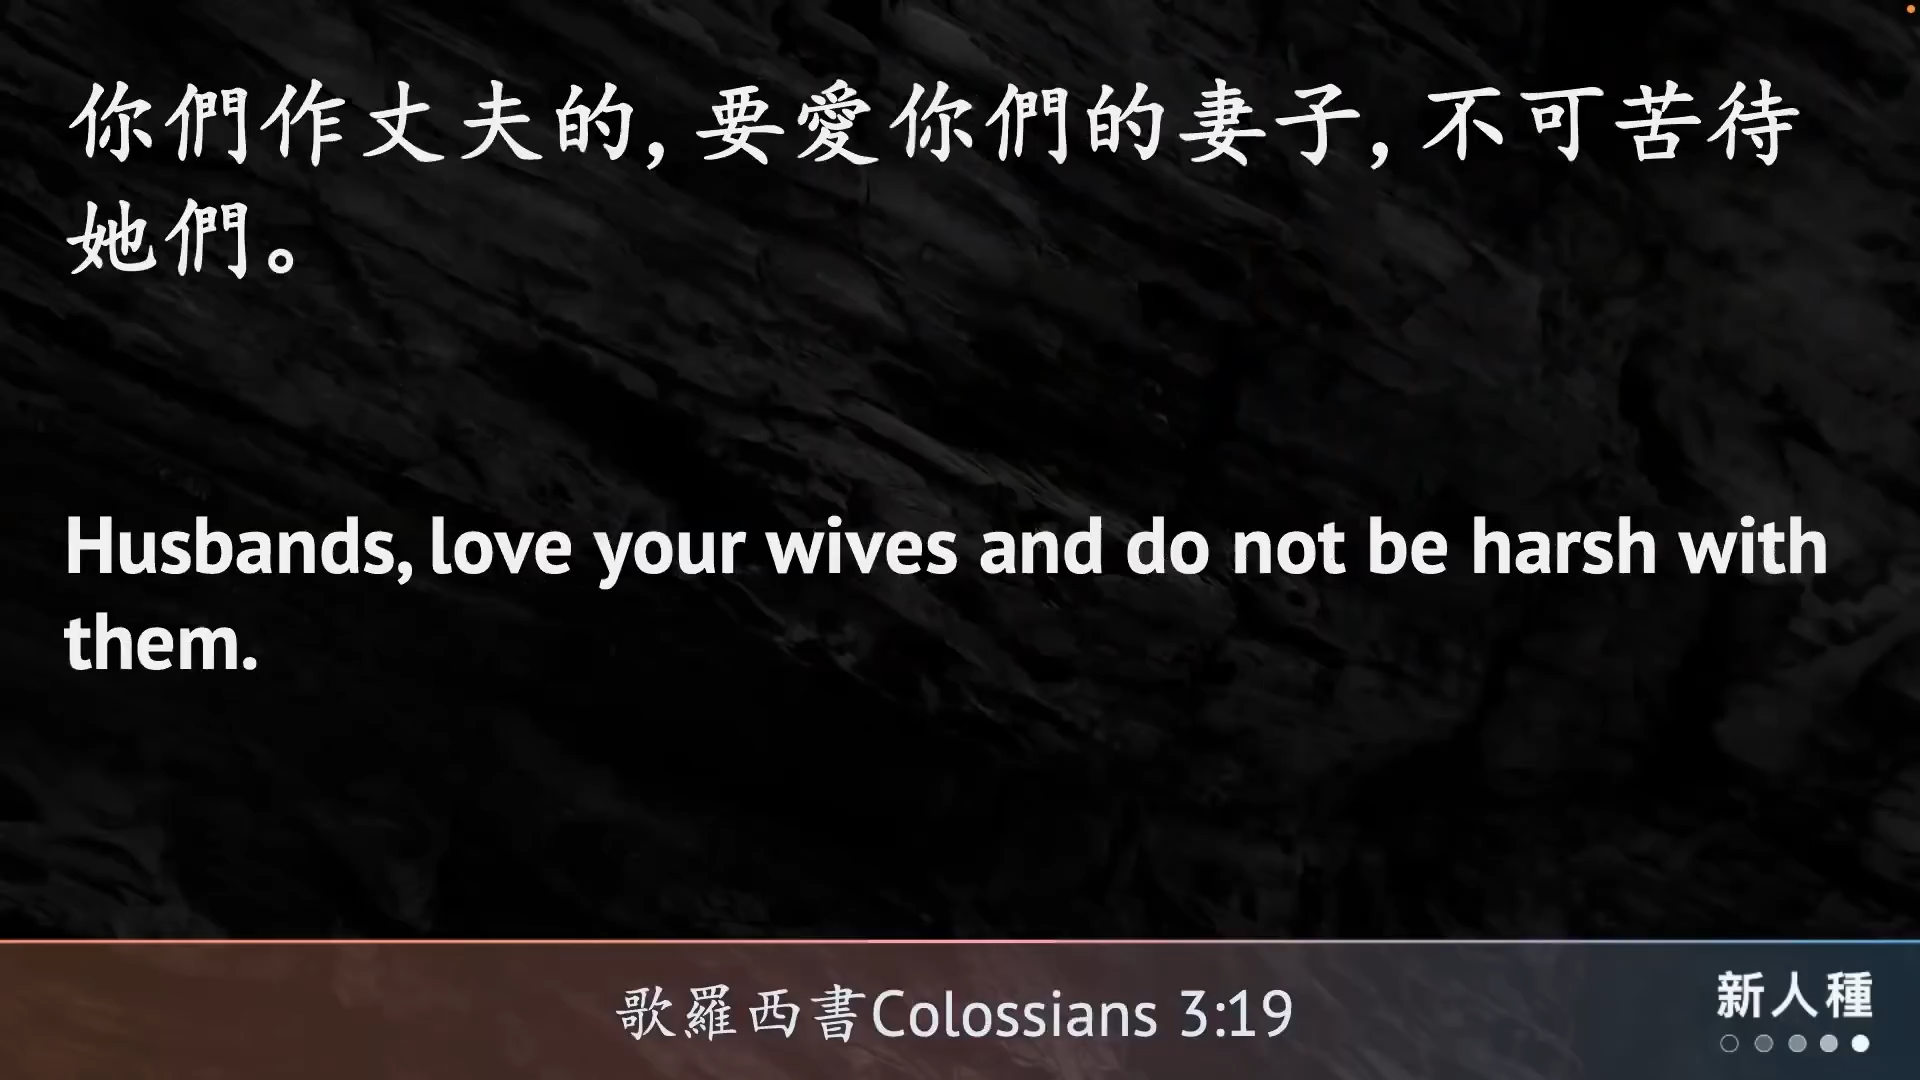 你們作丈夫的,要愛你們的妻子,不可苦待
她們。
Husbands, love your wives and do not be harsh with
them.
歌羅西書Colossians 3:19
新人種